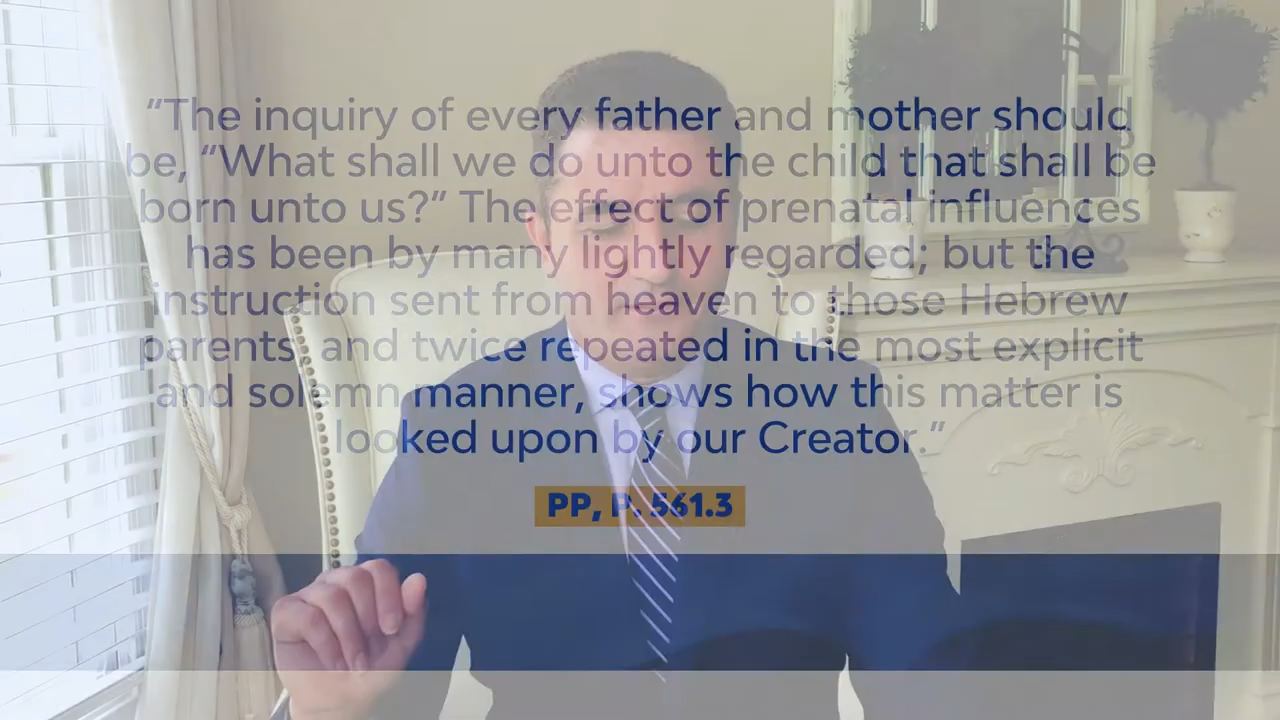 “The inquiry of every father and mother should
be, “What shall we do unto the child that shall be
born unto us?” The effect of prenatal influences
has been by many lightly regarded; but the
instruction sent from heaven to those Hebrew
parents, and twice repeated in the most explicit
and solemn manner, shows how this matter is
looked upon by our Creator.”
PP, P. 561.3